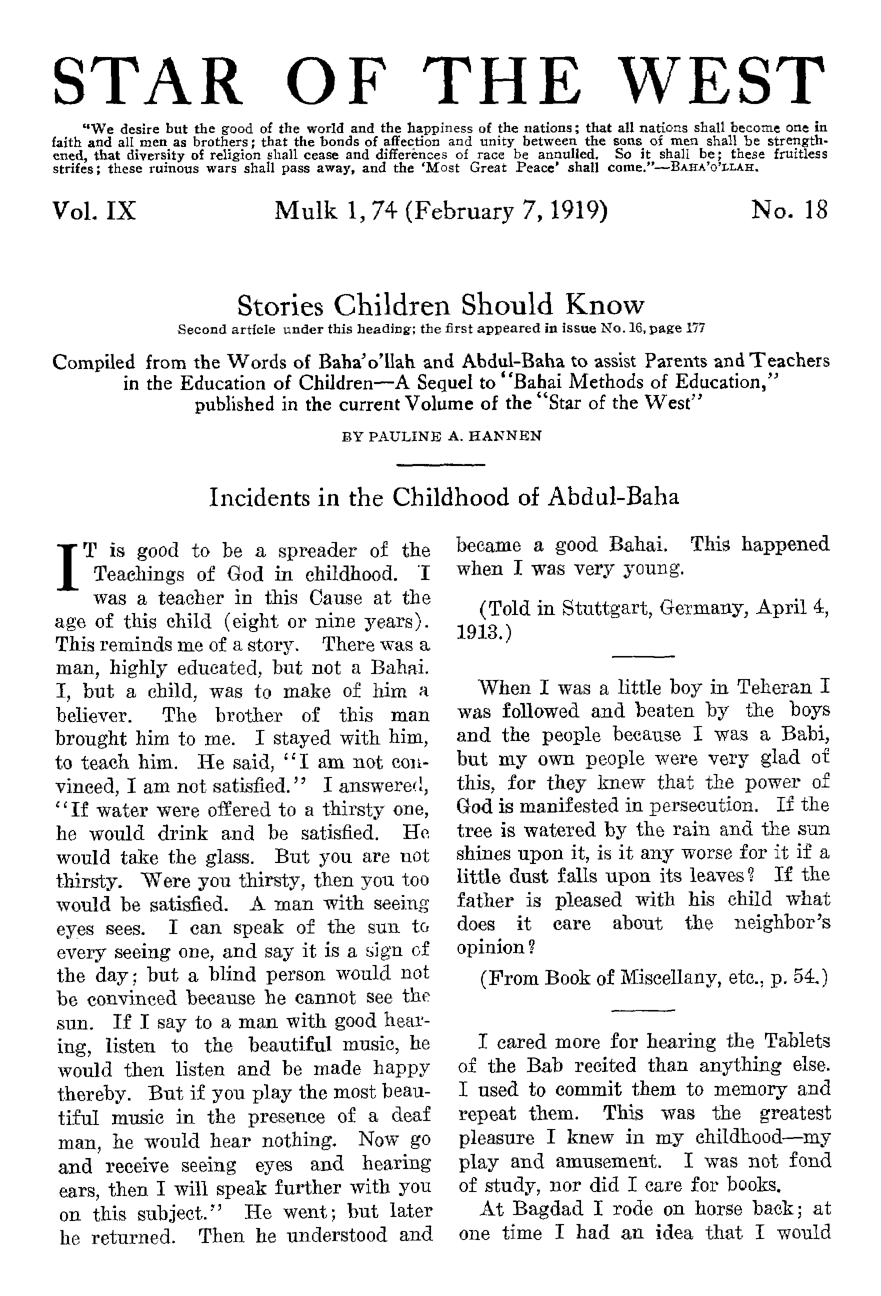 STAR OF THE WEST
"We desire but the good of the world and the happiness of the nations; that all nations shall become one in
faith and all men as brothers; that the bonds of affection and unity between the sons of men shall be strength-
ened, that diversity of religion shall cease and differences of race be annulled. So it shall be; these fruitless
strifes; these ruinous wars shall pass away, and the 'Most Great Peace' shall come."—BAHA'O'LLAH.
Vol. IX Mulk 1, 74 (February 7, 1919) No. 18
Stories Children Should Know
Second article under this heading; the first appeared in issue No. 16, page 177
Compiled from the Words of Baha'o'llah and Abdul-Baha to assist Parents and Teachers
in the Education of Children—A Sequel to "Bahai Methods of Education,"
published in the current Volume of the "Star of the West"
BY PAULINE A. HANNEN
Incidents in the Childhood of Abdul-Baha
IT is good to be a spreader of the
Teachings of God in childhood. I
was a teacher in this Cause at the
age of this child (eight or nine years).
This reminds me of a story. There was a
man, highly educated, but not a Bahai.
I, but a child, was to make of him a
believer. The brother of this man
brought him to me. I stayed with him,
to teach him. He said, "I am not con-
vinced, I am not satisfied." I answered,
"If water were offered to a thirsty one,
he would drink and be satisfied. He
would take the glass. But you are not
thirsty. Were you thirsty, then you too
would be satisfied. A man with seeing
eyes sees. I can speak of the sun to
every seeing one, and say it is a sign of
the day; but a blind person would not
be convinced because he cannot see the
sun. If I say to a man with good hear-
ing, listen to the beautiful music, he
would then listen and be made happy
thereby. But if you play the most beau-
tiful music in the presence of a deaf
man, he would hear nothing. Now go
and receive seeing eyes and hearing
ears, then I will speak further with you
on this subject." He went; but later
he returned. Then he understood and
became a good Bahai. This happened
when I was very young.
(Told in Stuttgart, Germany, April 4,
1913.)
When I was a little boy in Teheran I
was followed and beaten by the boys
and the people because I was a Babi,
but my own people were very glad of
this, for they knew that the power of
God is manifested in persecution. If the
tree is watered by the rain and the sun
shines upon it, is it any worse for it if a
little dust falls upon its leaves? If the
father is pleased with his child what
does it care about the neighbor's
opinion?
(From Book of Miscellany, etc., p. 54.)
I cared more for hearing the Tablets
of the Bab recited than anything else.
I used to commit them to memory and
repeat them. This was the greatest
pleasure I knew in my childhood—my
play and amusement. I was not fond
of study, nor did I care for books.
At Bagdad I rode on horse back; at
one time I had an idea that I would